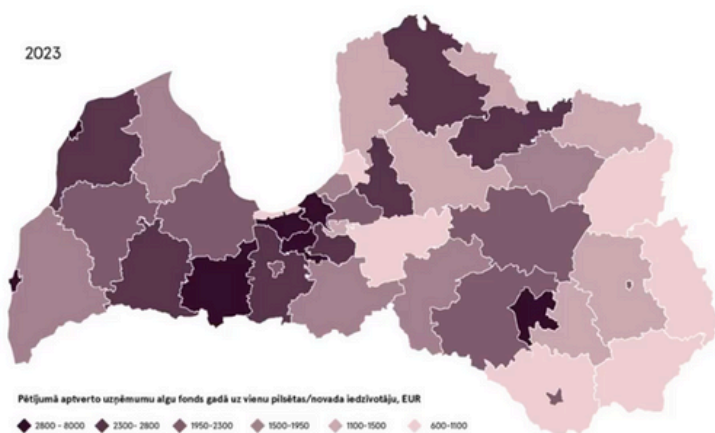 2023
Pētījumā aptverto uzņēmumu algu fonds gadā uz vienu pilsētas/novada iedzīvotāju, EUR
2800 - 8000 2300- 2800 1950-2300 1500-1950 1100-1500 600-1100